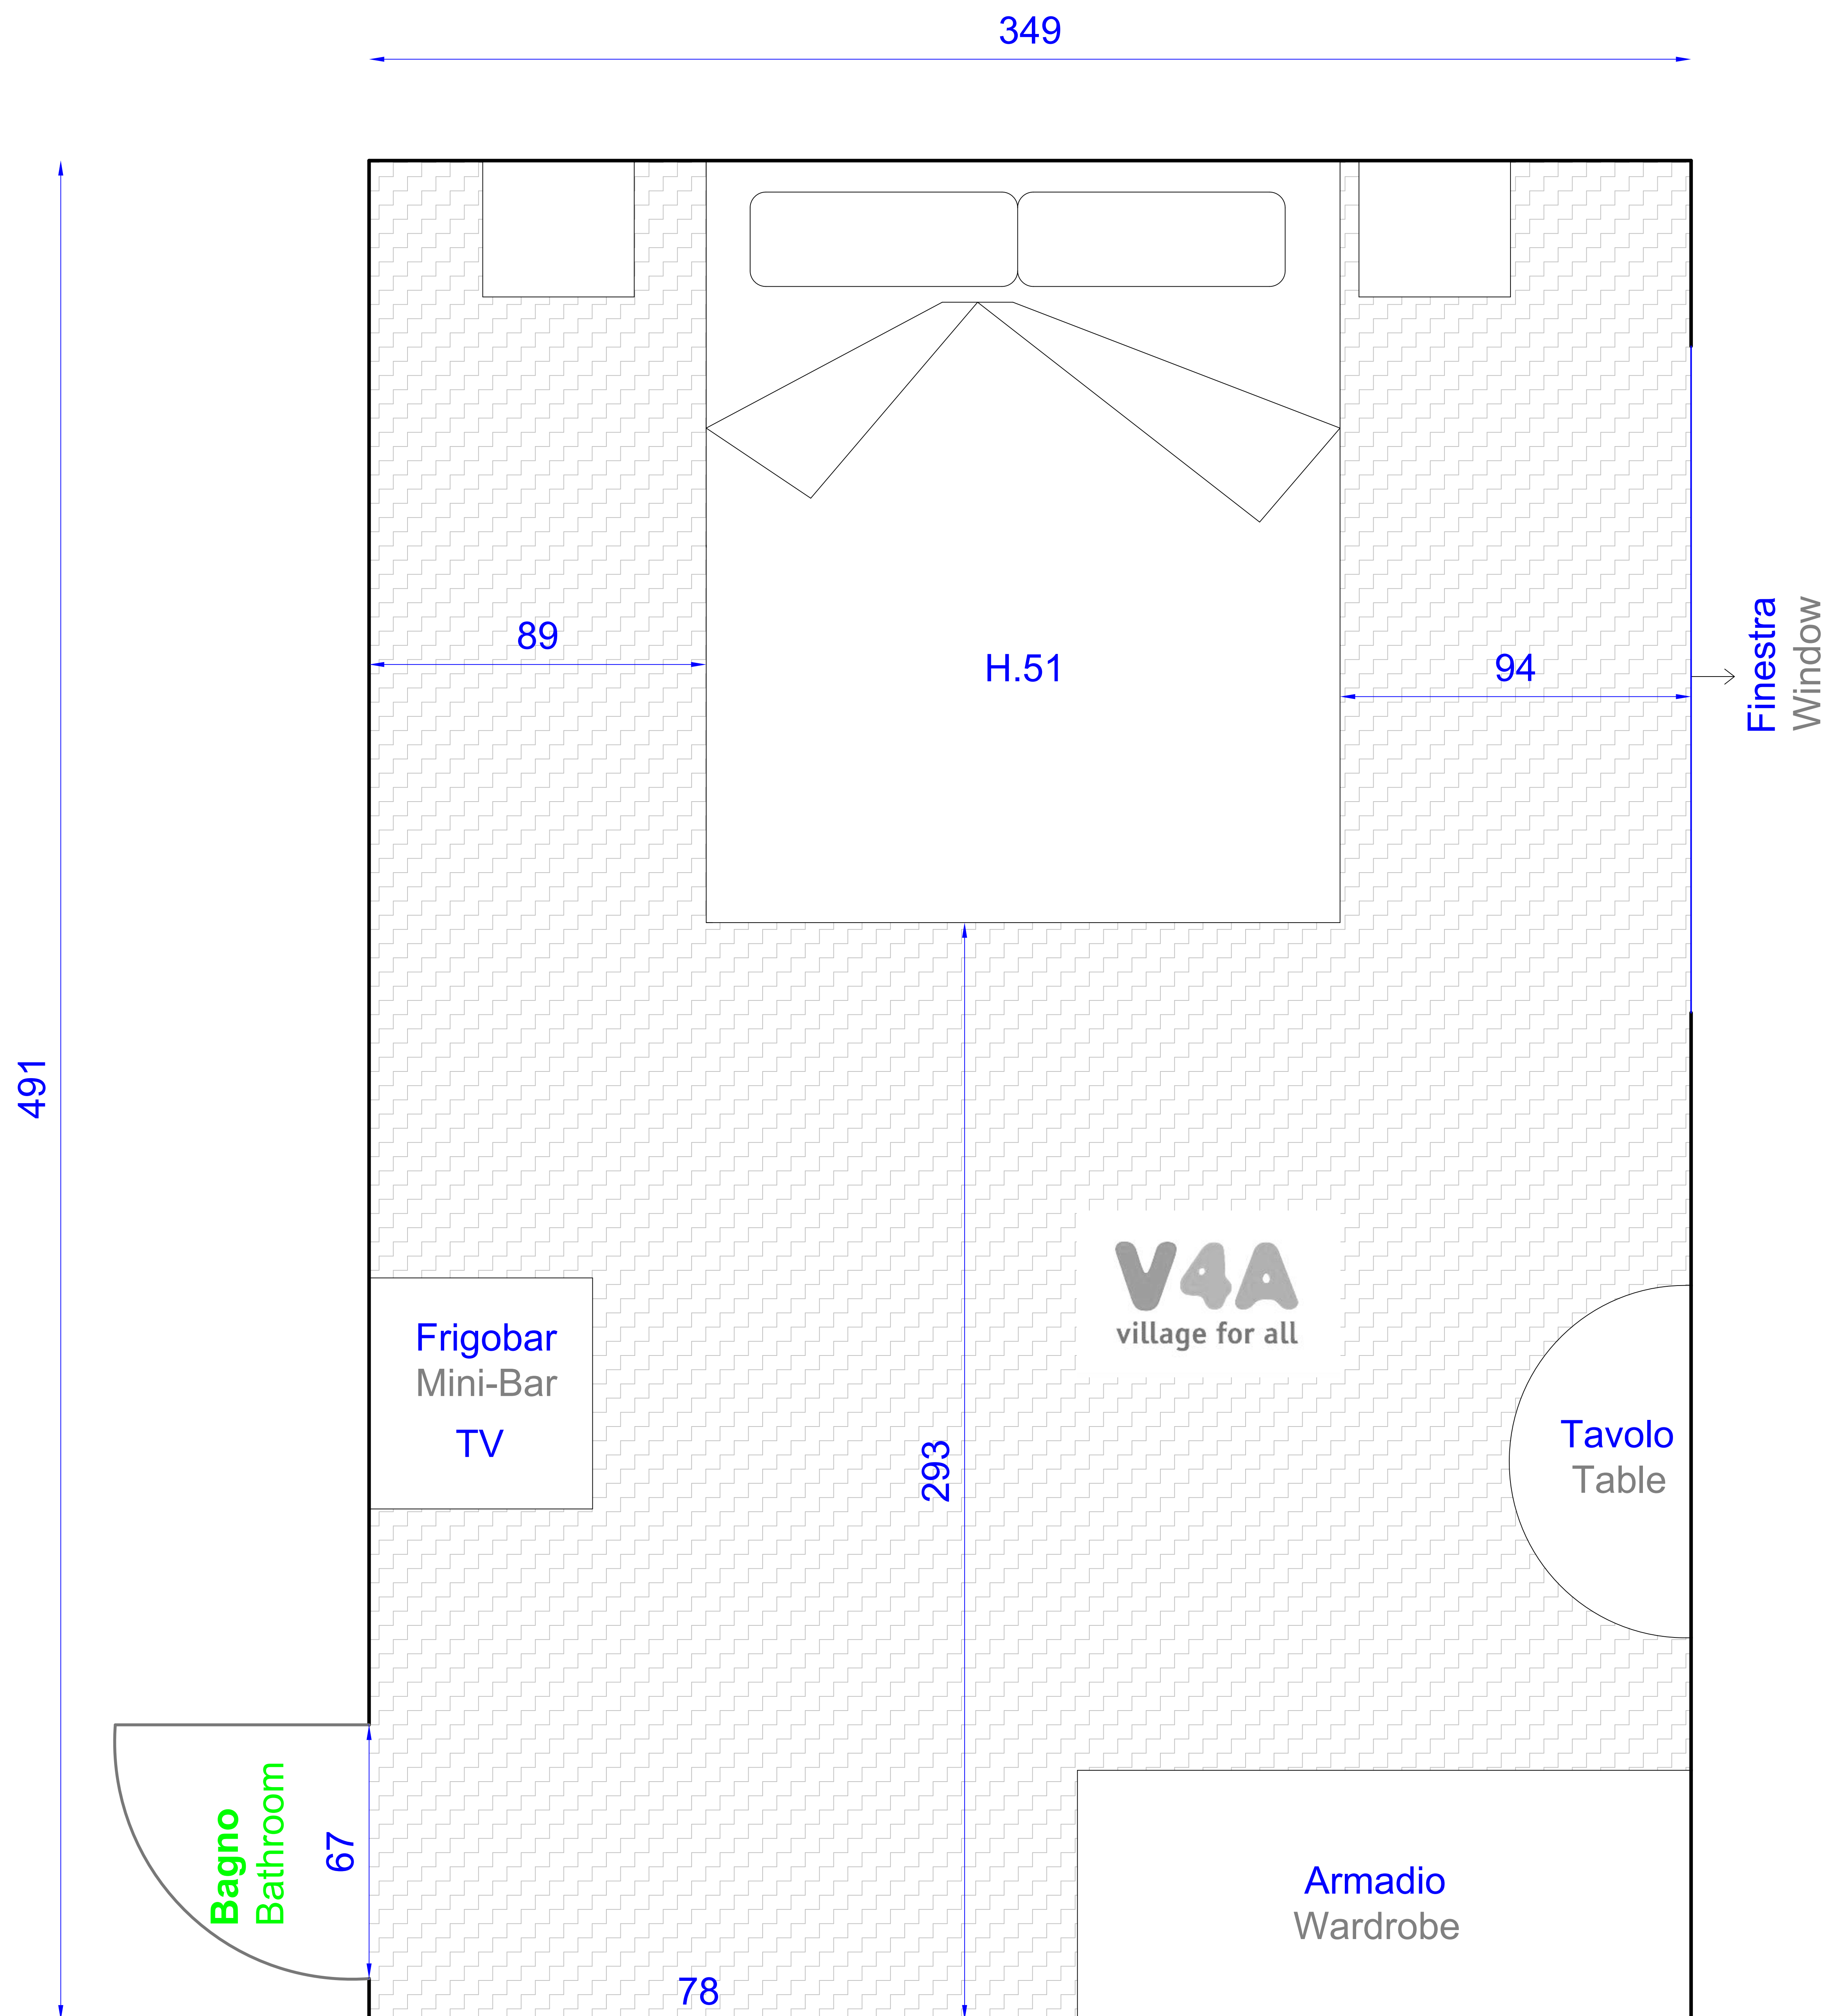 349
89
H.51
94
Finestra
Window
491
V4A
village for all
Frigobar
Mini-Bar
TV
293
Tavolo
Table
Bagno
Bathroom
67
Armadio
Wardrobe
78